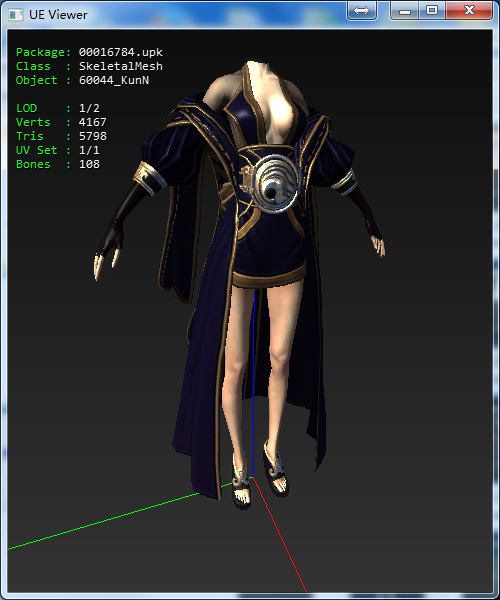 UE Viewer
Package: 00016784.upk
Class : SkeletalMesh
Object : 60044_KunN
LOD : 1/2
Verts : 4167
Tris : 5798
UV Set : 1/1
Bones : 108